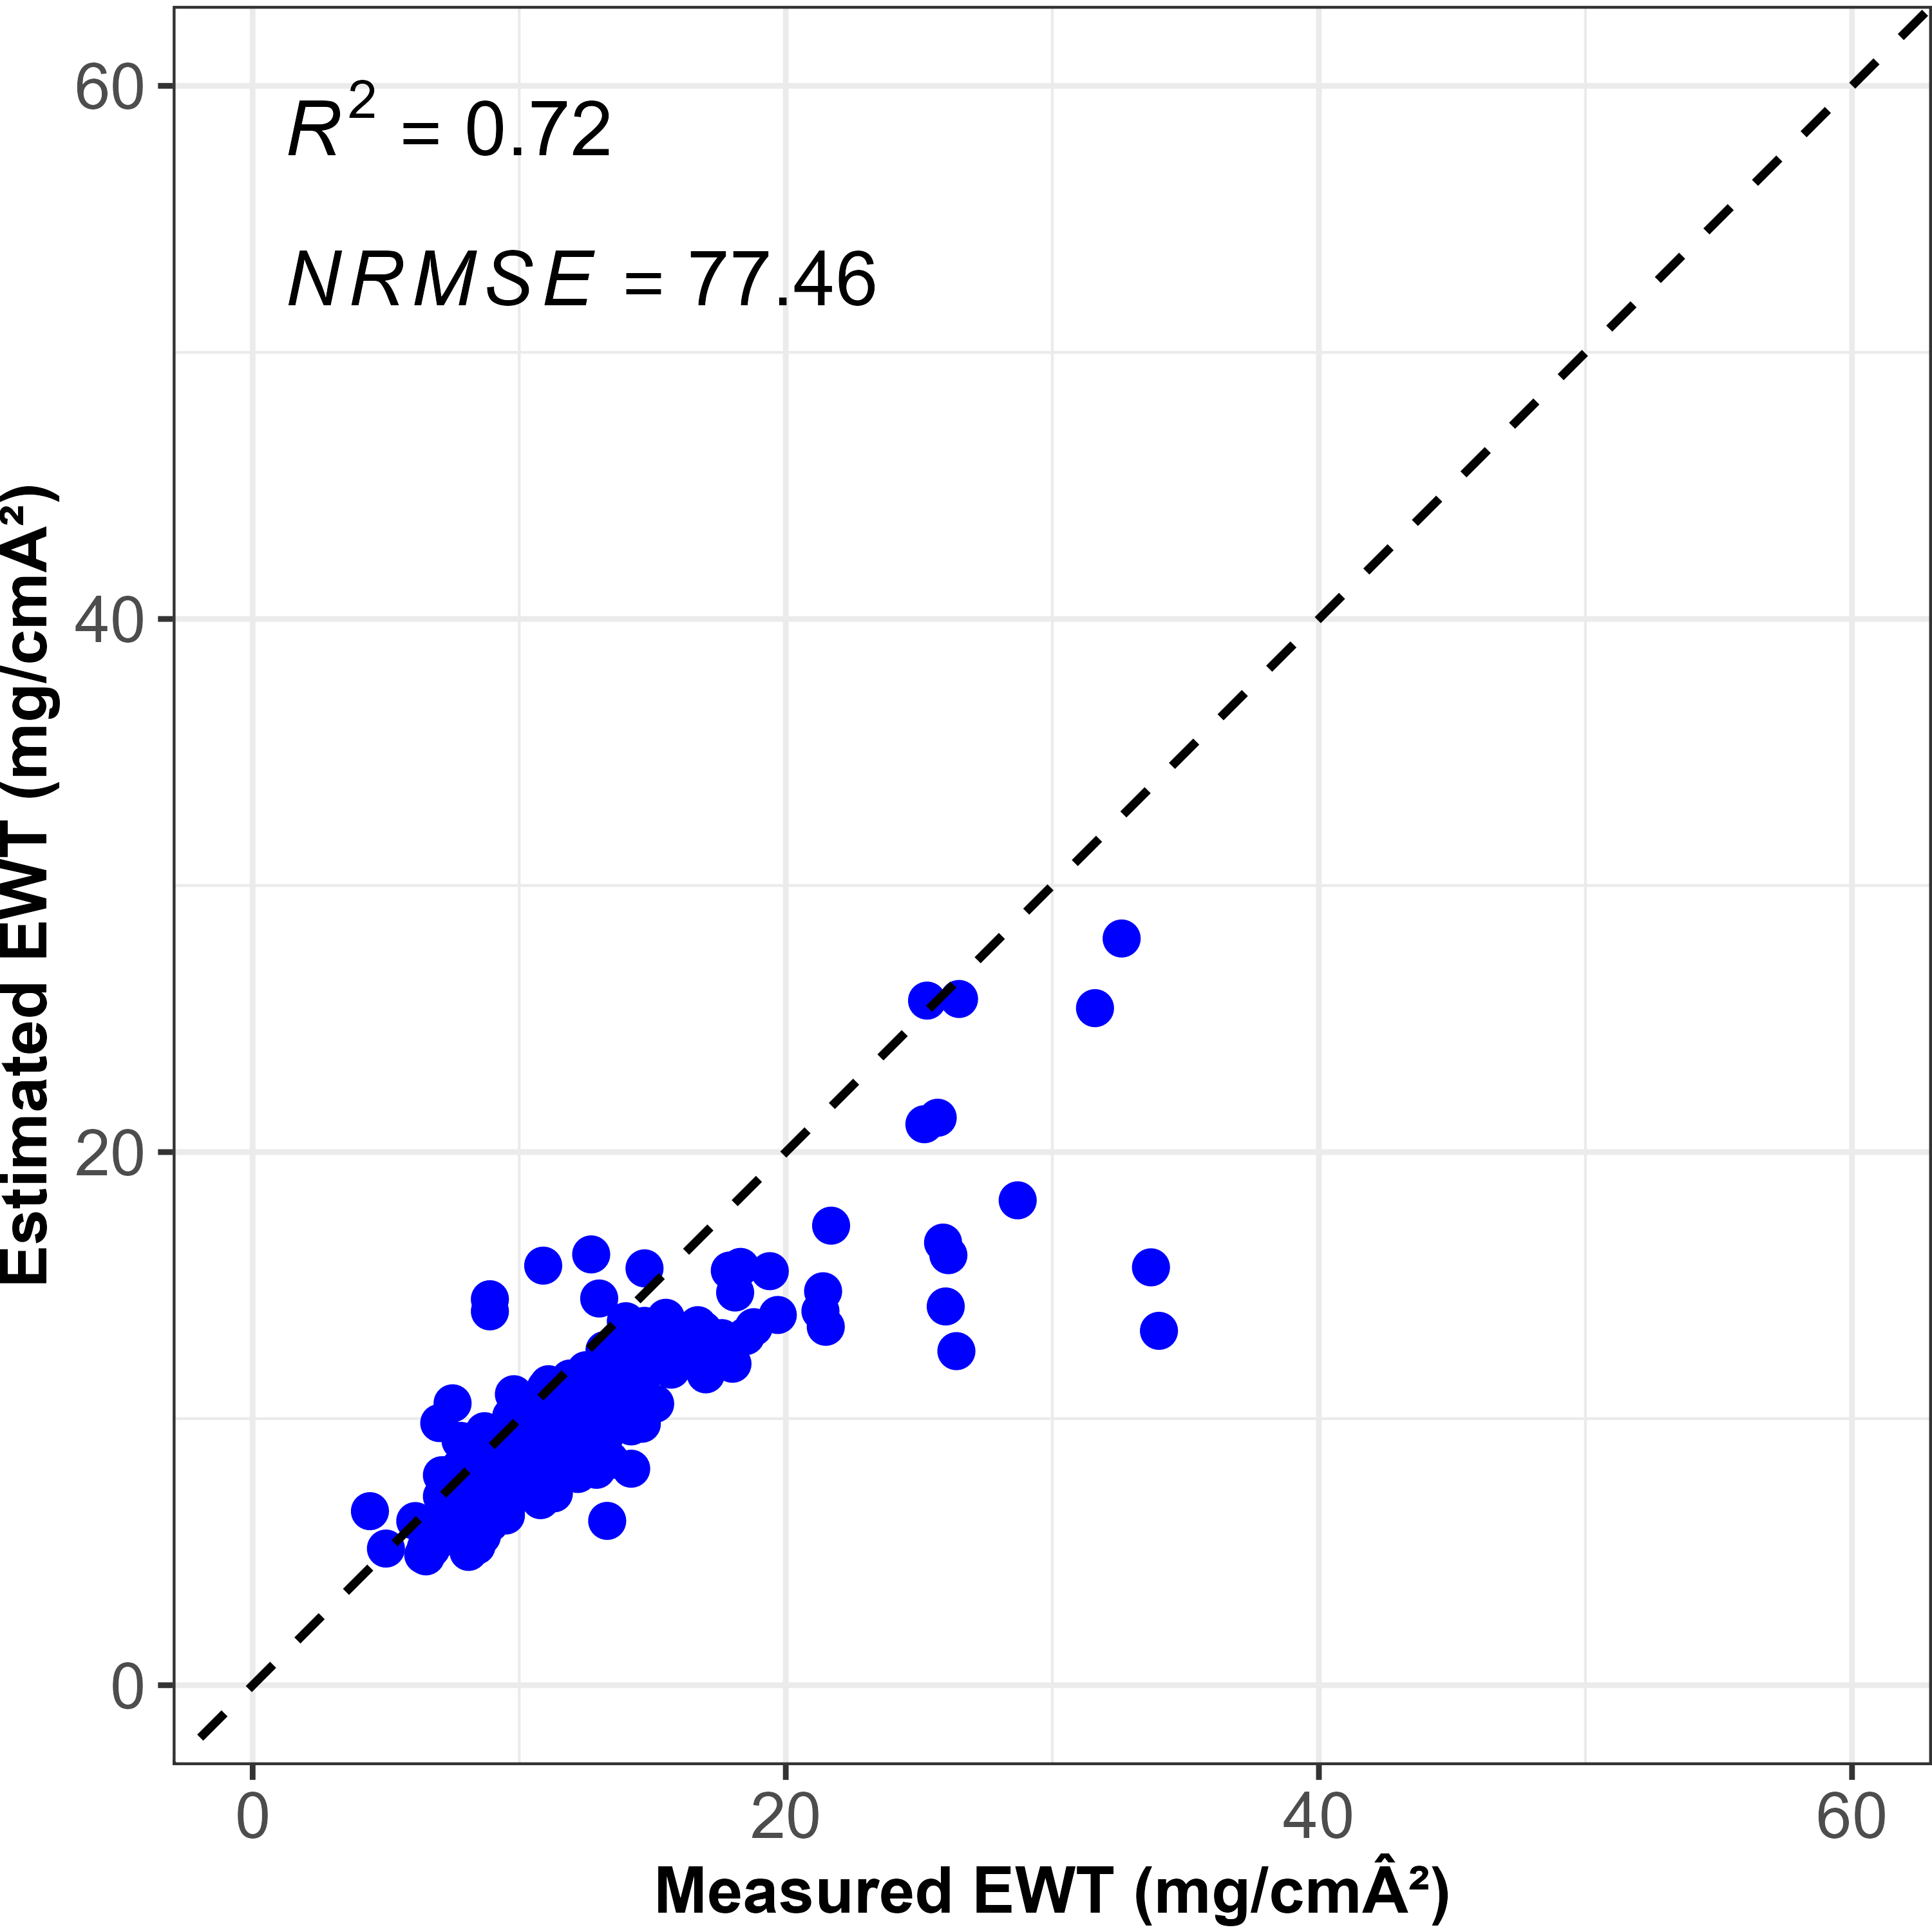 R² = 0.72
NRMSE = 77.46
60
40
20
0
Estimated EWT (mg/cmÂ²)
0 20 40 60
Measured EWT (mg/cmÂ²)